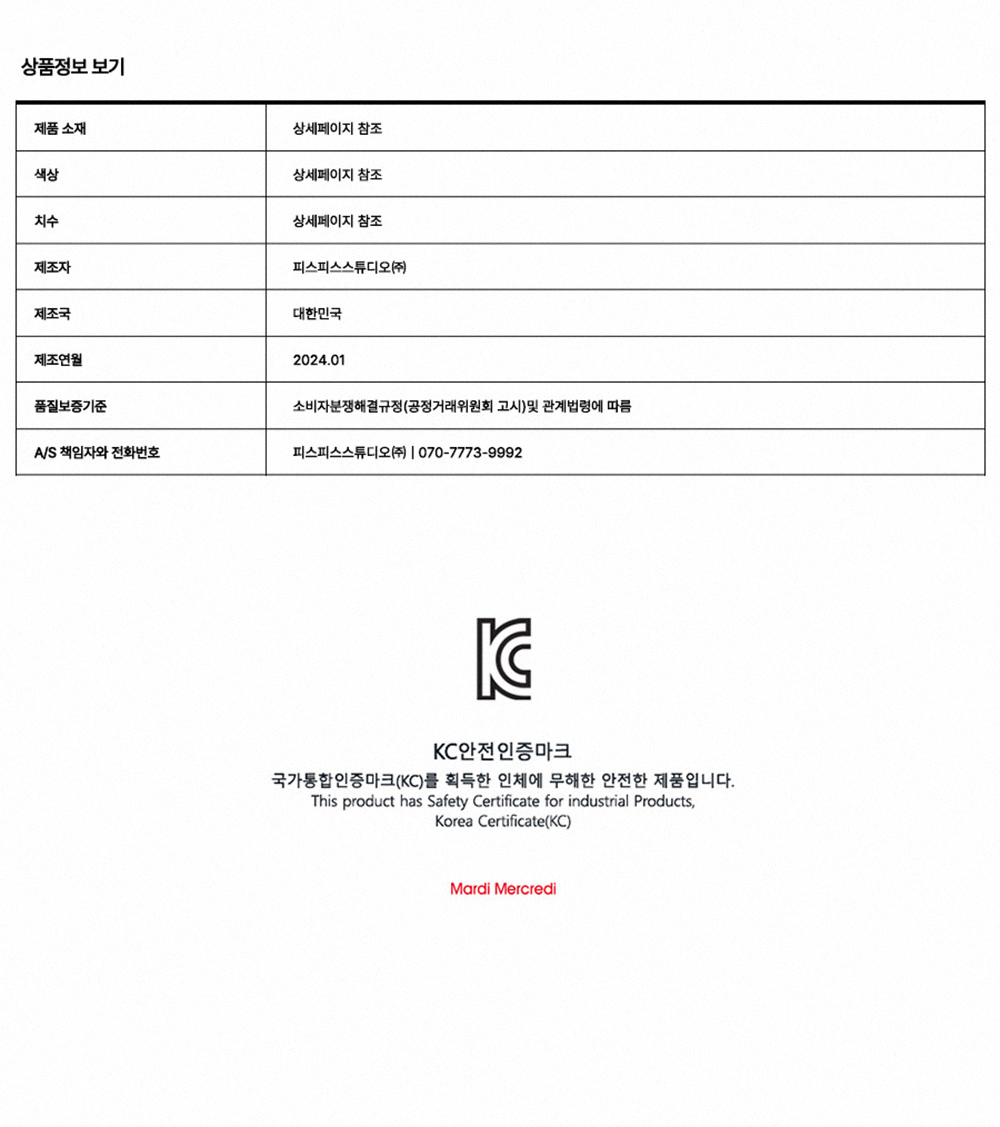 상품정보 보기
제품 소재 상세페이지 참조
색상 상세페이지 참조
치수 상세페이지 참조
제조자 피스피스스튜디오㈜
제조국 대한민국
제조연월 2024.01
품질보증기준 소비자분쟁해결규정(공정거래위원회 고시)및 관계법령에 따름
A/S 책임자와 전화번호 피스피스스튜디오㈜ | 070-7773-9992
KC
KC안전인증마크
국가통합인증마크(KC)를 획득한 인체에 무해한 안전한 제품입니다.
This product has Safety Certificate for industrial Products,
Korea Certificate(KC)
Mardi Mercredi